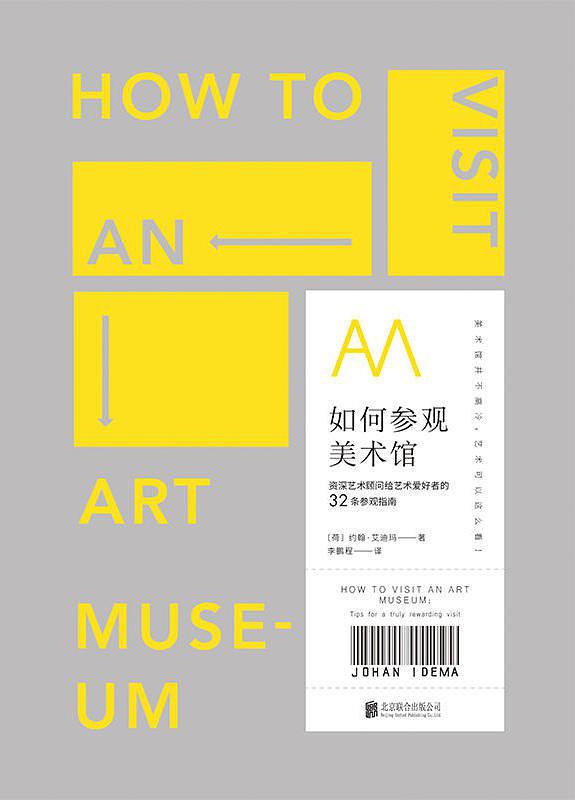 HOW TO
VISIT
AN
ART
MUSE-
UM
如何参观
美术馆
资深艺术顾问给艺术爱好者的
32条参观指南
〔荷〕约翰·艾迪玛——著
李鹏程——译
美术馆并不高冷，艺术可以这么看！
HOW TO VISIT AN ART
MUSEUM:
Tips for a truly rewarding visit
JOHAN IDEMA
北京联合出版公司
Beijing United Publishing Co.,Ltd.